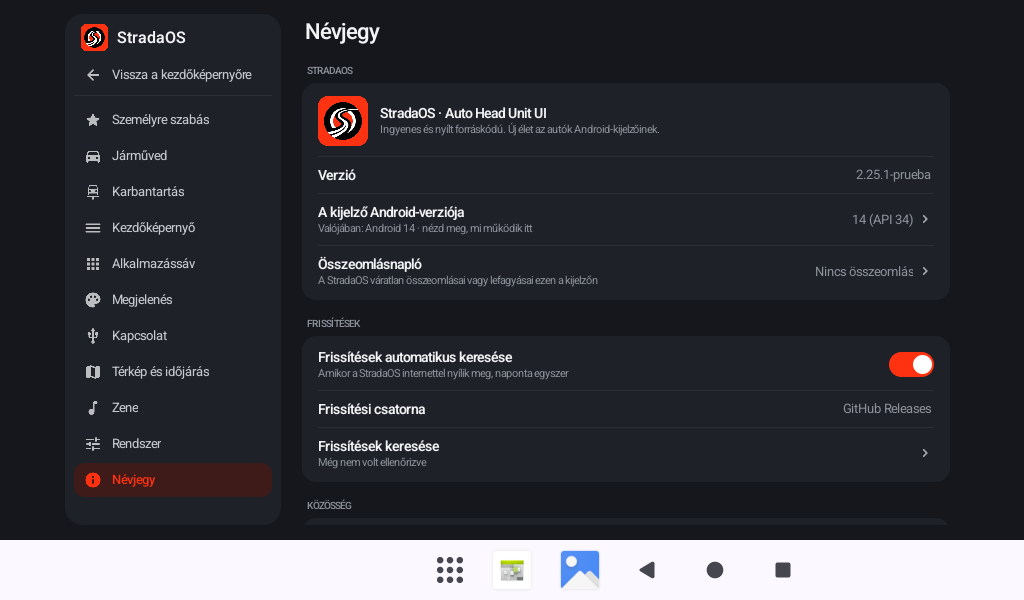 StradaOS
Vissza a kezdőképernyőre
Személyre szabás
Járműved
Karbantartás
Kezdőképernyő
Alkalmazássáv
Megjelenés
Kapcsolat
Térkép és időjárás
Zene
Rendszer
Névjegy
Névjegy
STRADAOS
StradaOS · Auto Head Unit UI
Ingyenes és nyílt forráskódú. Új élet az autók Android-kijelzőinek.
Verzió
2.25.1-prueba
A kijelző Android-verziója
Valójában: Android 14 · nézd meg, mi működik itt
14 (API 34)
Összeomlásnapló
A StradaOS váratlan összeomlásai vagy lefagyásai ezen a kijelzőn
Nincs összeomlás
FRISSÍTÉSEK
Frissítések automatikus keresése
Amikor a StradaOS internettel nyílik meg, naponta egyszer
Frissítési csatorna
GitHub Releases
Frissítések keresése
Még nem volt ellenőrizve
KÖZÖSSÉG